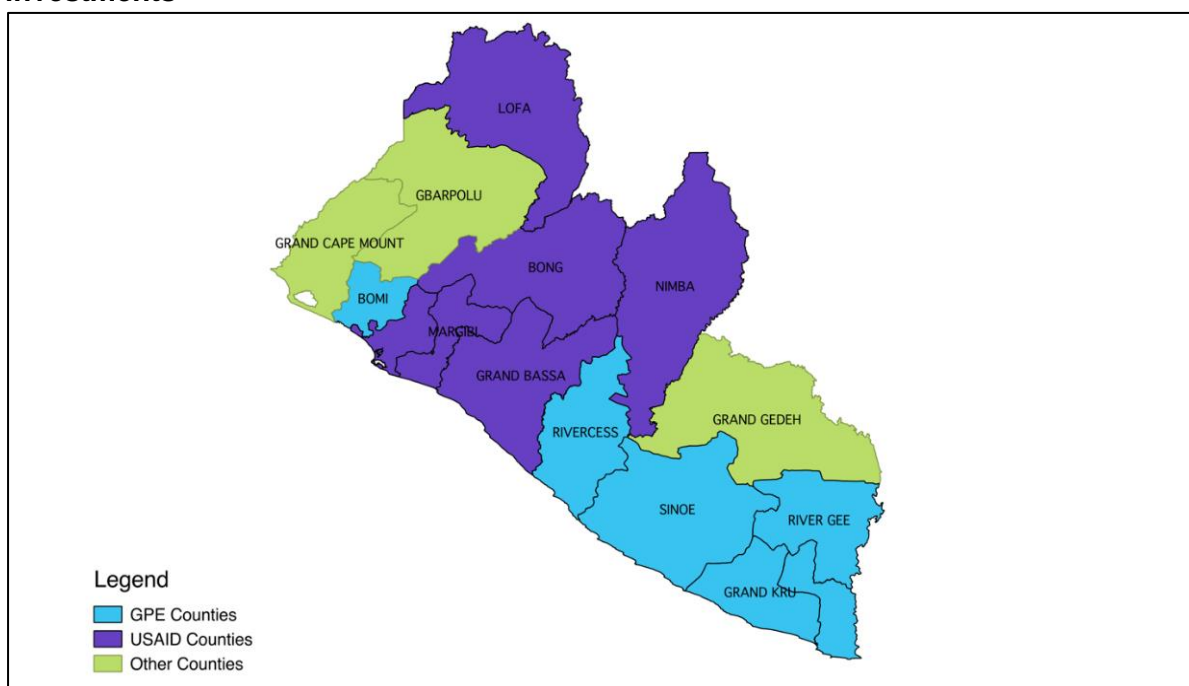 LOFA
GBARPOLU
GRAND CAPE MOUNT
BONG
BOMI
NIMBA
MARGIBI
GRAND BASSA
GRAND GEDEH
RIVERCESS
SINOE
RIVER GEE
GRAND KRU
Legend
GPE Counties
USAID Counties
Other Counties